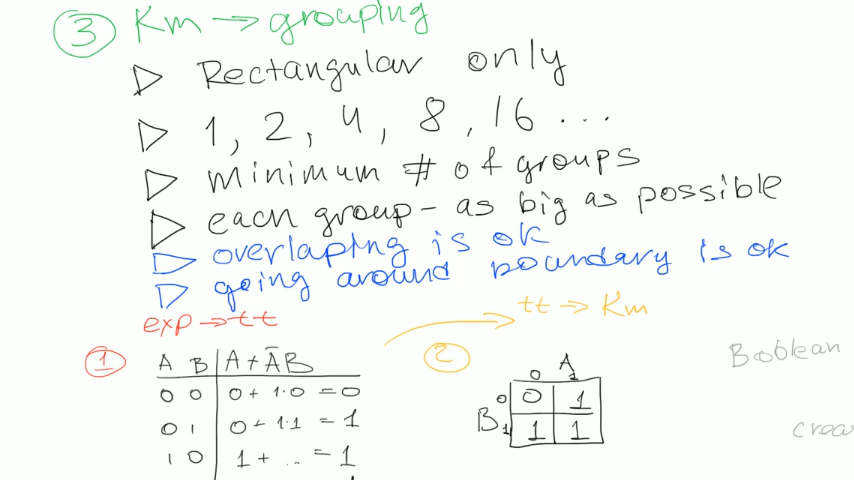 ③ Km → grouping
▷ Rectangular only
▷ 1, 2, 4, 8, 16 ...
▷ minimum # of groups
▷ each group - as big as possible
▷ overlaping is ok
▷ going around boundary is ok
exp → tt
tt → Km
① A B | A + ĀB
0 0 | 0 + 1·0 = 0
0 1 | 0 + 1·1 = 1
1 0 | 1 + ... = 1
② A
0 1
B 0 0 1
1 1 1
Boolean